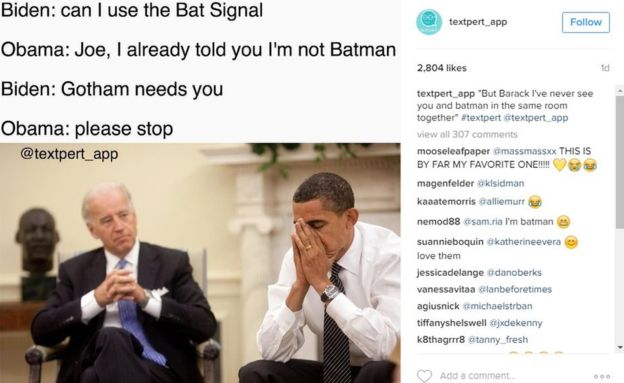 Biden: can I use the Bat Signal
Obama: Joe, I already told you I'm not Batman
Biden: Gotham needs you
Obama: please stop
@textpert_app
textpert_app
Follow
2,804 likes
1d
textpert_app "But Barack I've never see
you and batman in the same room
together" #textpert @textpert_app
view all 307 comments
mooseleafpaper @massmassxx THIS IS
BY FAR MY FAVORITE ONE!!!!! 💛😭😂
magenfelder @klsidman
kaaatemorris @alliemurr 😂
nemod88 @sam.ria I'm batman 😄
suannieboquin @katherineevera 😊
love them
jessicadelange @danoberks
vanessavitaa @lanbeforetimes
agiusnick @michaelstrban
tiffanyshelswell @jxdekenny
k8thagrrr8 @tanny_fresh
Add a comment...